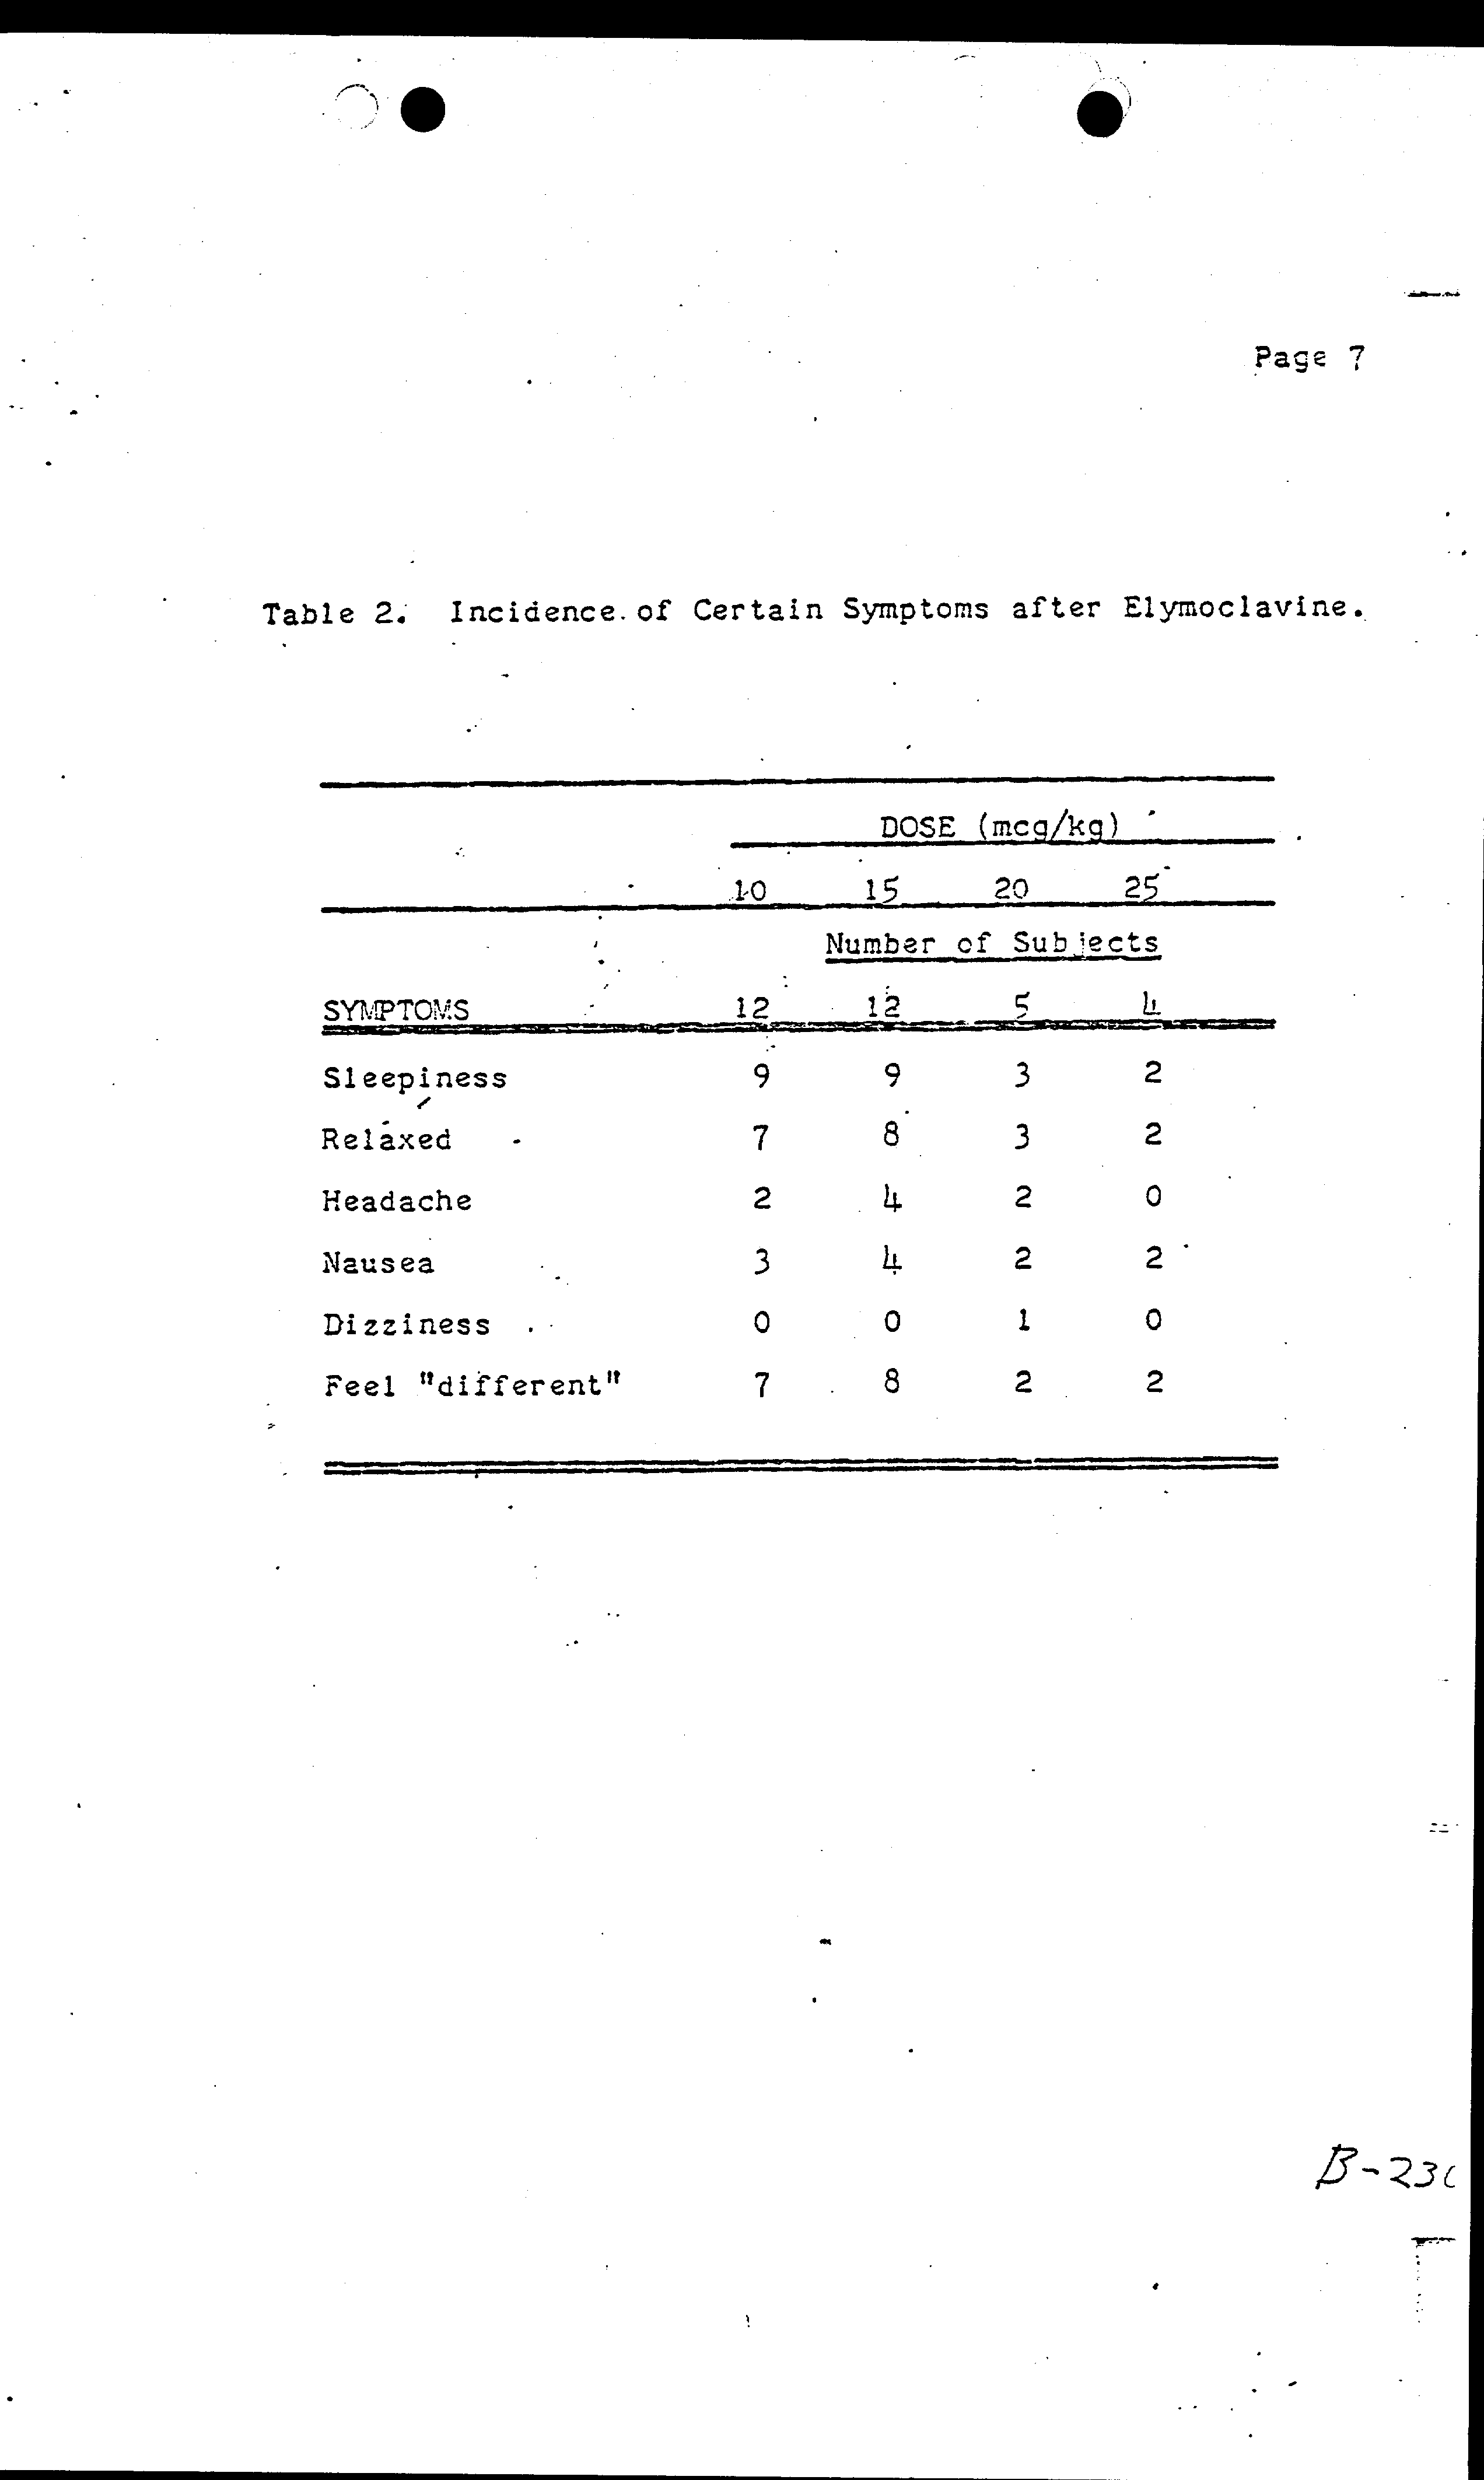 Page 7
Table 2. Incidence of Certain Symptoms after Elymoclavine.
DOSE (mcg/kg)
10 15 20 25
Number of Subjects
SYMPTOMS 12 12 5 4
Sleepiness 9 9 3 2
Relaxed 7 8 3 2
Headache 2 4 2 0
Nausea 3 4 2 2
Dizziness 0 0 1 0
Feel "different" 7 8 2 2